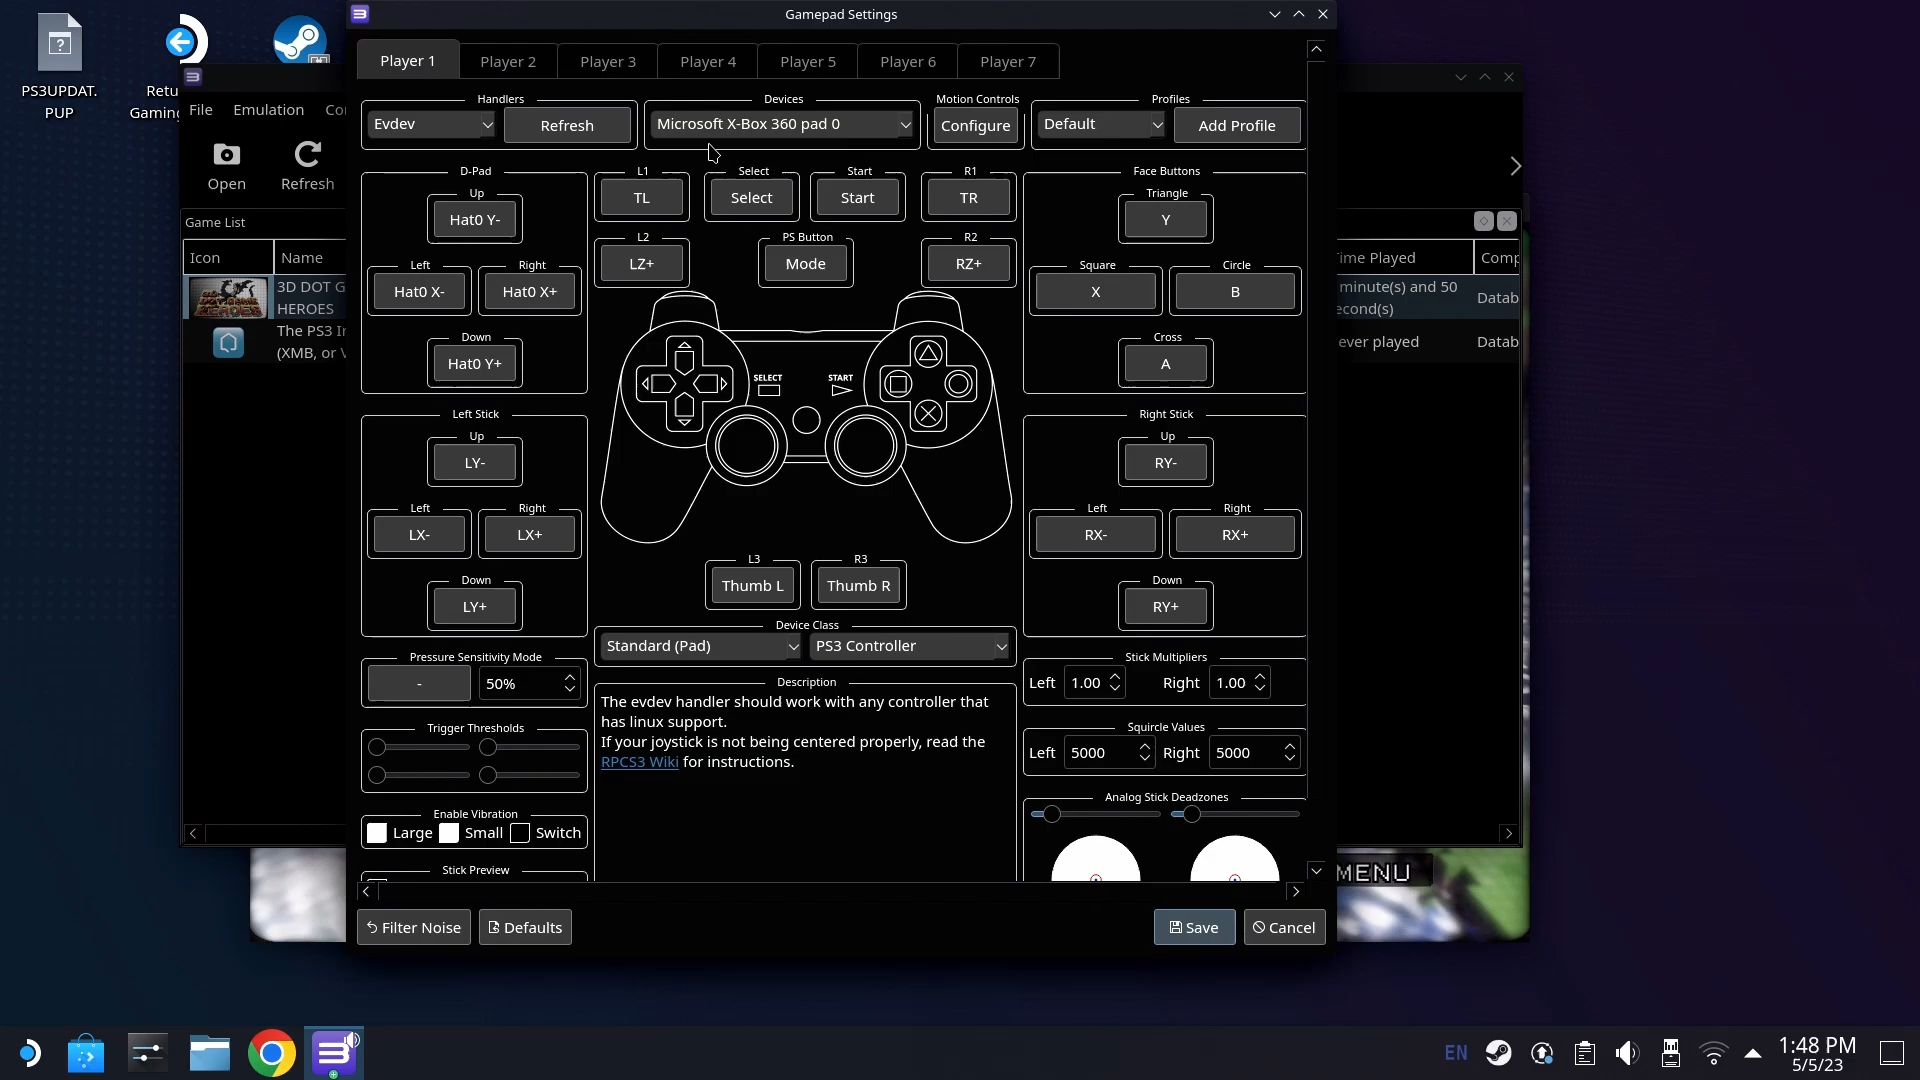 Gamepad Settings
PS3UPDAT.
PUP
Retu
Gaming
File
Emulation
Co
Open
Refresh
Game List
Icon
Name
3D DOT G
HEROES
The PS3 In
(XMB, or V
Player 1
Player 2
Player 3
Player 4
Player 5
Player 6
Player 7
Handlers
Evdev
Refresh
Devices
Microsoft X-Box 360 pad 0
Motion Controls
Configure
Profiles
Default
Add Profile
D-Pad
Up
Hat0 Y-
Left
Hat0 X-
Right
Hat0 X+
Down
Hat0 Y+
L1
TL
Select
Select
Start
Start
R1
TR
L2
LZ+
PS Button
Mode
R2
RZ+
SELECT
START
Face Buttons
Triangle
Y
Square
X
Circle
B
Cross
A
Left Stick
Up
LY-
Left
LX-
Right
LX+
Down
LY+
L3
Thumb L
R3
Thumb R
Right Stick
Up
RY-
Left
RX-
Right
RX+
Down
RY+
Device Class
Standard (Pad)
PS3 Controller
Pressure Sensitivity Mode
-
50%
Trigger Thresholds
Enable Vibration
Large
Small
Switch
Stick Preview
Description
The evdev handler should work with any controller that
has linux support.
If your joystick is not being centered properly, read the
RPCS3 Wiki for instructions.
Stick Multipliers
Left 1.00
Right 1.00
Squircle Values
Left 5000
Right 5000
Analog Stick Deadzones
Filter Noise
Defaults
Save
Cancel
Time Played
Comp
minute(s) and 50
econd(s)
Datab
ever played
Datab
MENU
EN
1:48 PM
5/5/23